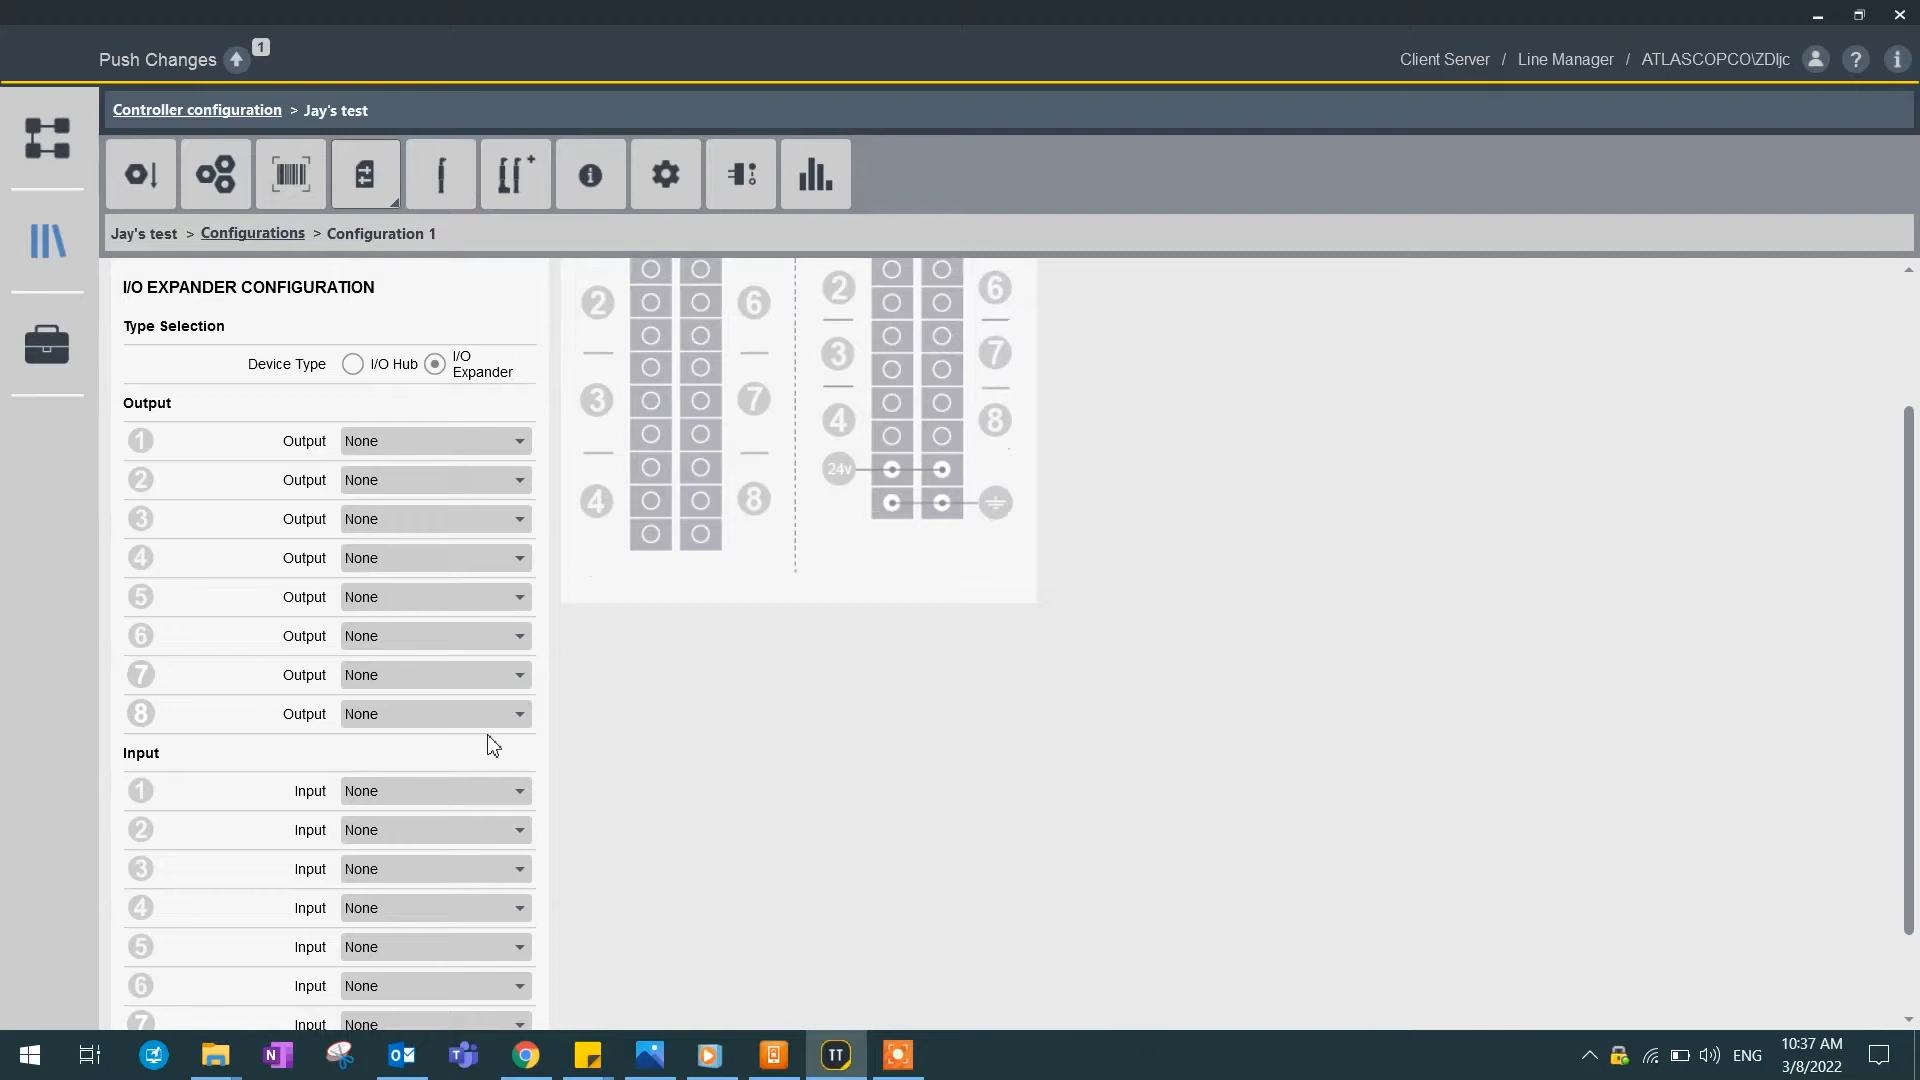 Push Changes 1
Client Server / Line Manager / ATLASCOPCO\ZDljc
Controller configuration > Jay's test
Jay's test > Configurations > Configuration 1
I/O EXPANDER CONFIGURATION
Type Selection
Device Type I/O Hub I/O Expander
Output
1 Output None
2 Output None
3 Output None
4 Output None
5 Output None
6 Output None
7 Output None
8 Output None
Input
1 Input None
2 Input None
3 Input None
4 Input None
5 Input None
6 Input None
7 Input None
2 6 2 6
3 7
3 7
4 8
24v
4 8
ENG
10:37 AM
3/8/2022